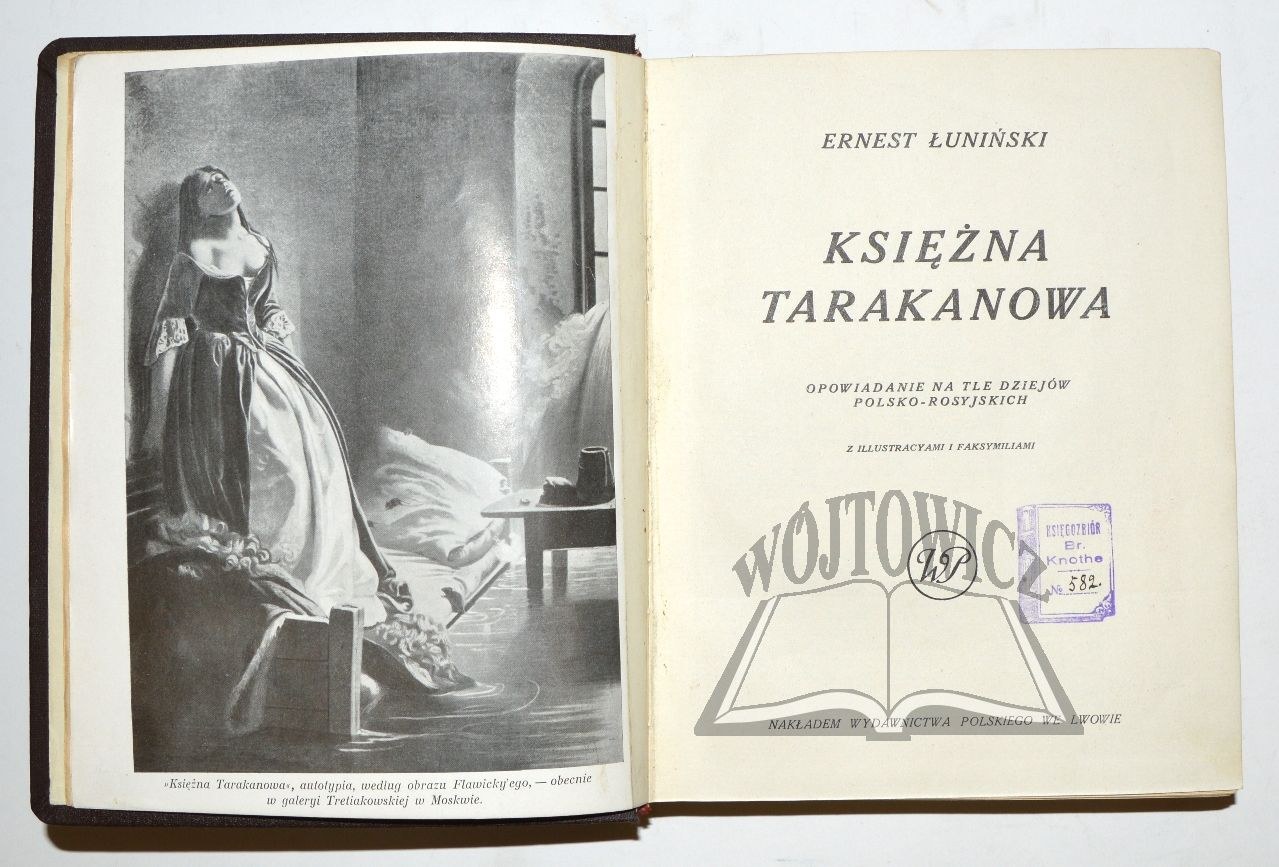 »Księżna Tarakanowa«, autotypia, według obrazu Flawicky'ego, — obecnie
w galeryi Tretiakowskiej w Moskwie.
ERNEST ŁUNIŃSKI
KSIĘŻNA
TARAKANOWA
OPOWIADANIE NA TLE DZIEJÓW
POLSKO-ROSYJSKICH
Z ILLUSTRACYAMI I FAKSYMILIAMI
WÓJTOWICZ
WP
KSIĘGOZBIÓR
Br.
Knothe
№ 582.
NAKŁADEM WYDAWNICTWA POLSKIEGO WE LWOWIE